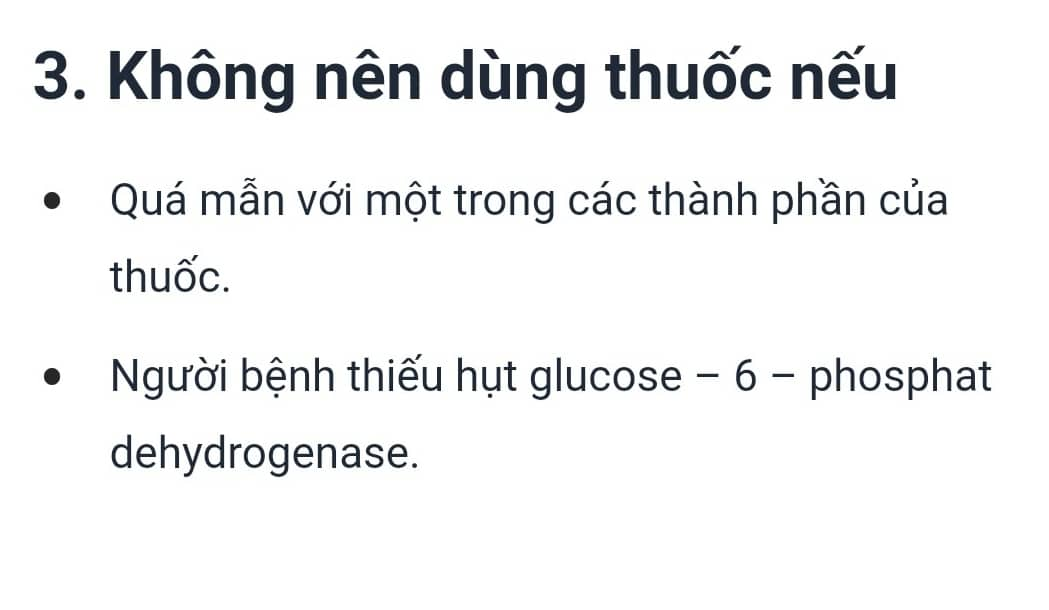 3. Không nên dùng thuốc nếu
• Quá mẫn với một trong các thành phần của
thuốc.
• Người bệnh thiếu hụt glucose – 6 – phosphat
dehydrogenase.